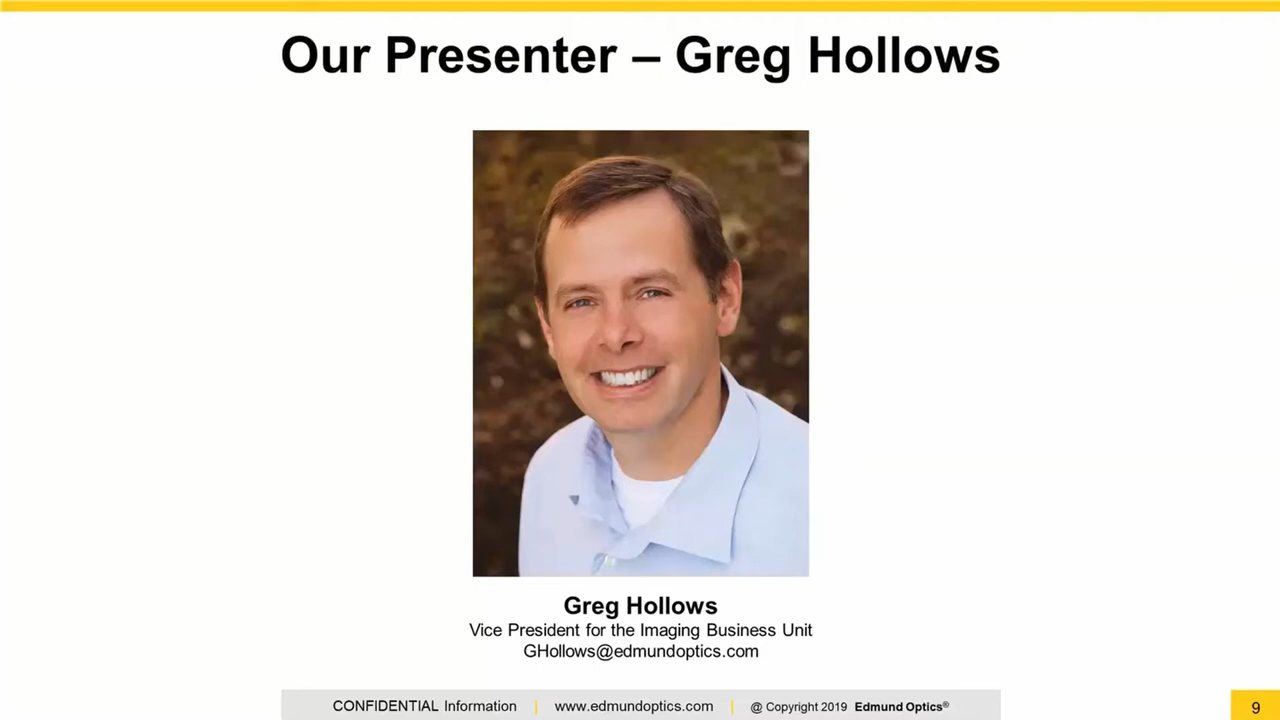 Our Presenter – Greg Hollows
Greg Hollows
Vice President for the Imaging Business Unit
GHollows@edmundoptics.com
CONFIDENTIAL Information | www.edmundoptics.com | @ Copyright 2019 Edmund Optics®
9